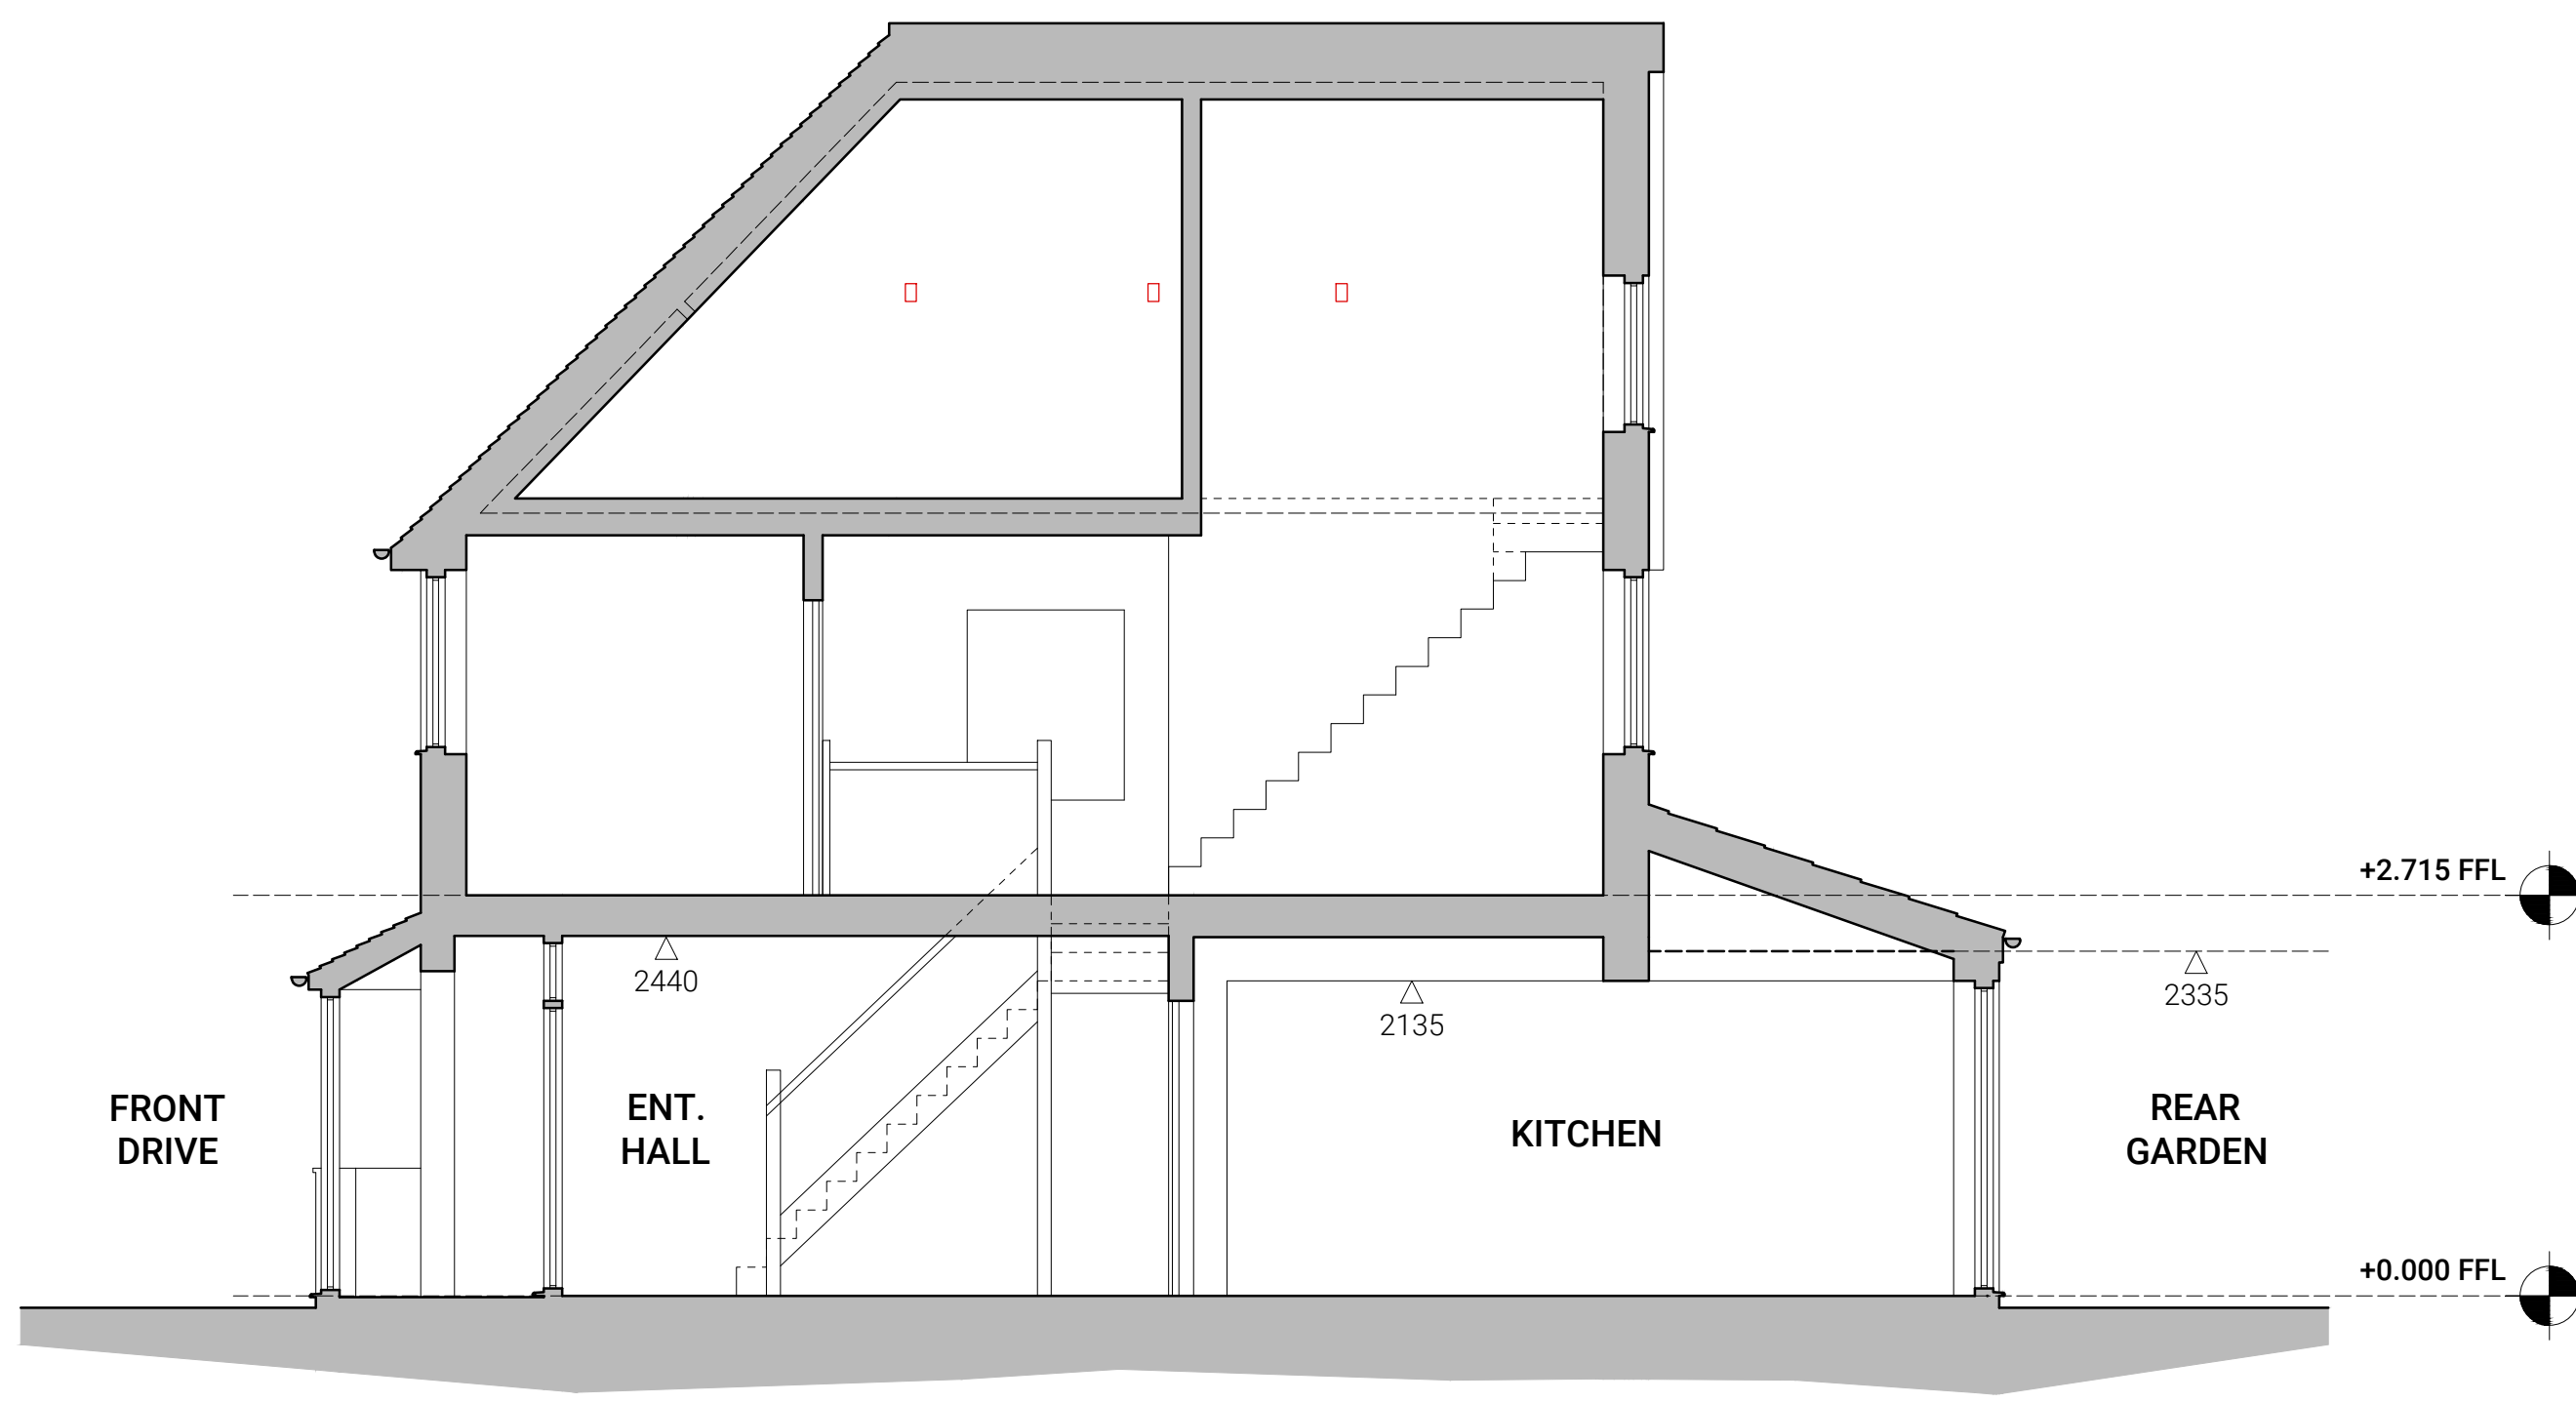 +2.715 FFL
2440
2135
2335
FRONT
DRIVE
ENT.
HALL
KITCHEN
REAR
GARDEN
+0.000 FFL